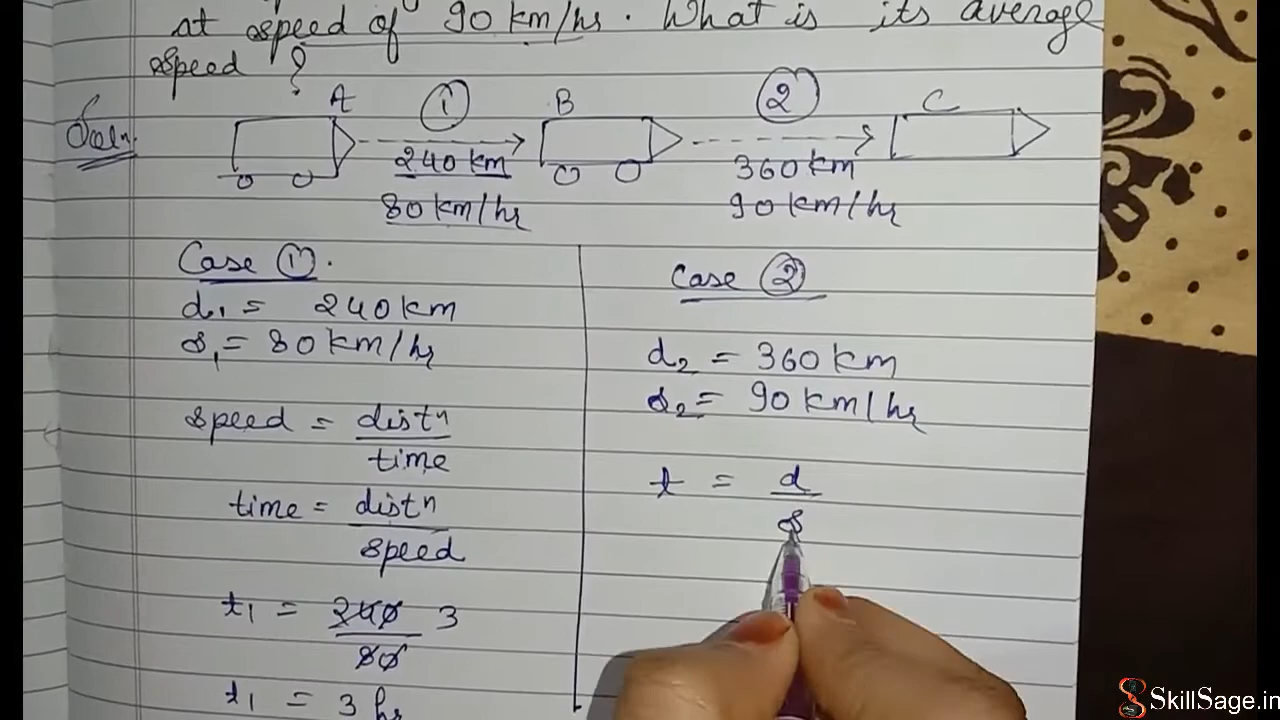 at speed of 90 km/hr. What is its average
speed ?
Soln.
A ① B ② C
240 km
80 km/hr
360 km
90 km/hr
Case ①.
d₁ = 240 km
s₁ = 80 km/hr
speed = distⁿ
time
time = distⁿ
speed
t₁ = 240 3
80
t₁ = 3 hr
Case ②
d₂ = 360 km
s₂ = 90 km/hr
t = d
s
SkillSage.in